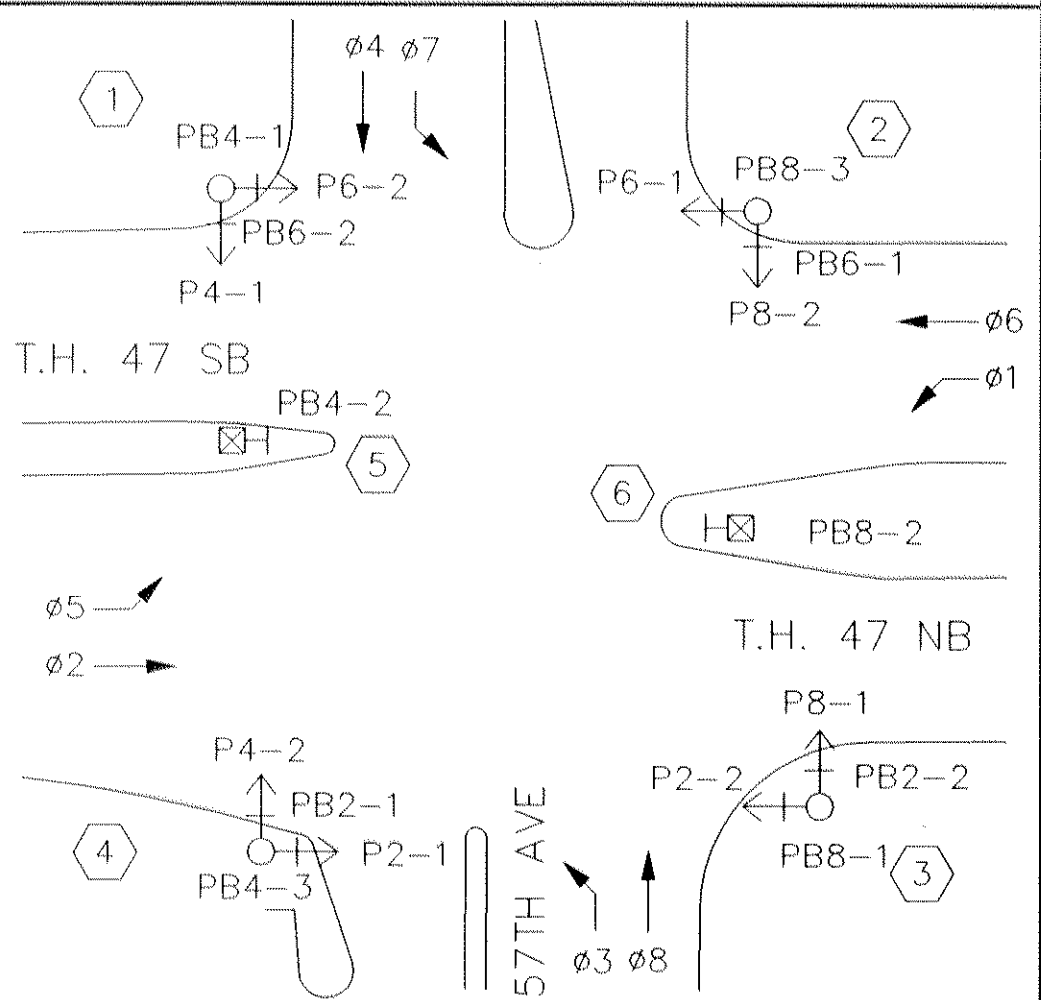 ø4 ø7
1
2
PB4-1
PB8-3
P6-2
P6-1
PB6-2
PB6-1
P4-1
P8-2
ø6
T.H. 47 SB
ø1
PB4-2
5
6
PB8-2
ø5
T.H. 47 NB
ø2
P8-1
P4-2
P2-2
PB2-2
PB2-1
4
P2-1
PB8-1
3
PB4-3
57TH AVE
ø3 ø8